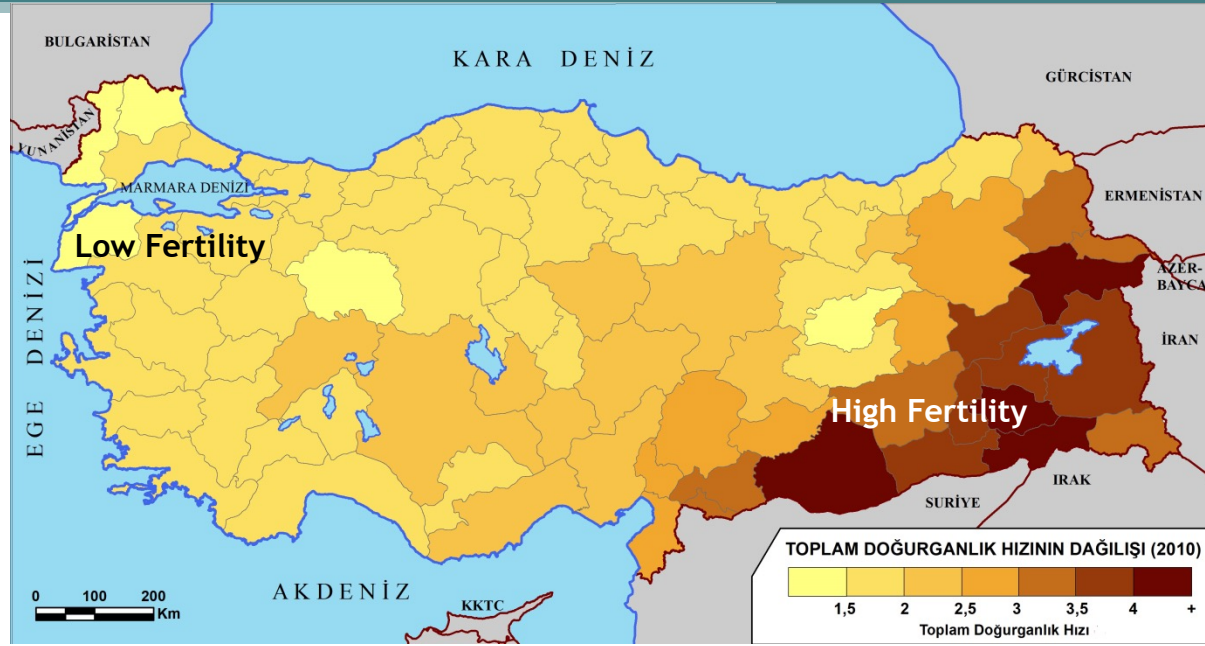 BULGARİSTAN
KARA DENİZ
GÜRCİSTAN
YUNANİSTAN
MARMARA DENİZİ
ERMENİSTAN
Low Fertility
EGE DENİZİ
AZER-
BAYCA
İRAN
High Fertility
IRAK
SURİYE
TOPLAM DOĞURGANLIK HIZININ DAĞILIŞI (2010)
1,5 2 2,5 3 3,5 4 +
Toplam Doğurganlık Hızı
0 100 200
Km
AKDENİZ
KKTC